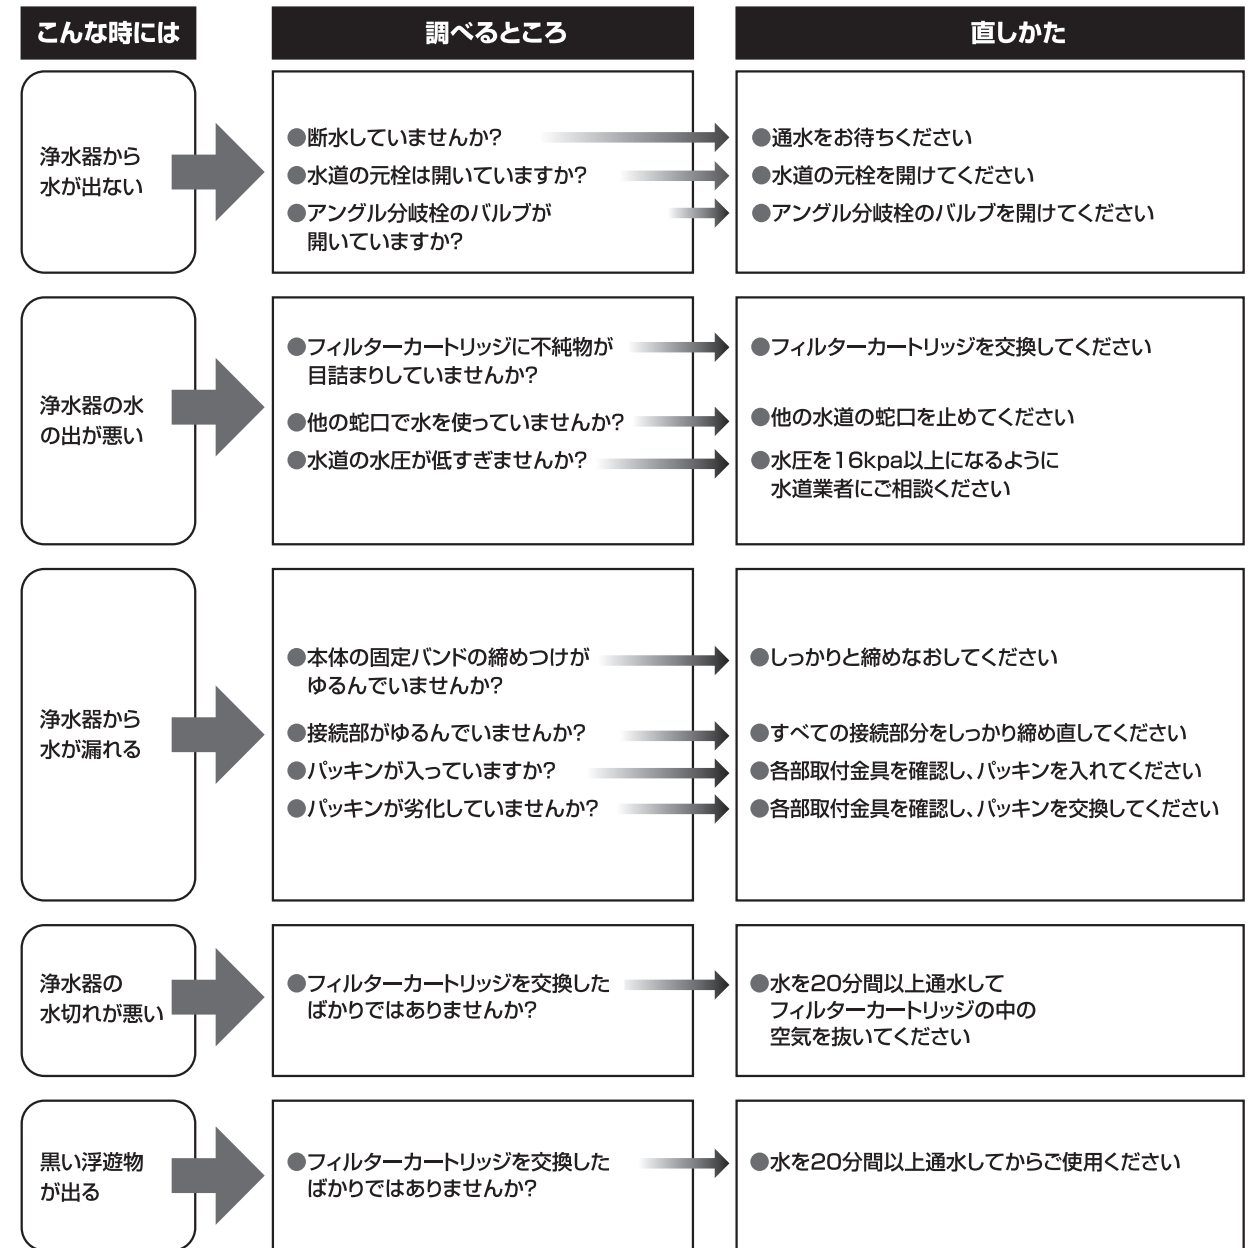 こんな時には
調べるところ
直しかた
浄水器から
水が出ない
●断水していませんか?
●水道の元栓は開いていますか?
●アングル分岐栓のバルブが
開いていますか?
●通水をお待ちください
●水道の元栓を開けてください
●アングル分岐栓のバルブを開けてください
浄水器の水
の出が悪い
●フィルターカートリッジに不純物が
目詰まりしていませんか?
●他の蛇口で水を使っていませんか?
●水道の水圧が低すぎませんか?
●フィルターカートリッジを交換してください
●他の水道の蛇口を止めてください
●水圧を16kpa以上になるように
水道業者にご相談ください
浄水器から
水が漏れる
●本体の固定バンドの締めつけが
ゆるんでいませんか?
●接続部がゆるんでいませんか?
●パッキンが入っていますか?
●パッキンが劣化していませんか?
●しっかりと締めなおしてください
●すべての接続部分をしっかり締め直してください
●各部取付金具を確認し、パッキンを入れてください
●各部取付金具を確認し、パッキンを交換してください
浄水器の
水切れが悪い
●フィルターカートリッジを交換した
ばかりではありませんか?
●水を20分間以上通水して
フィルターカートリッジの中の
空気を抜いてください
黒い浮遊物
が出る
●フィルターカートリッジを交換した
ばかりではありませんか?
●水を20分間以上通水してからご使用ください